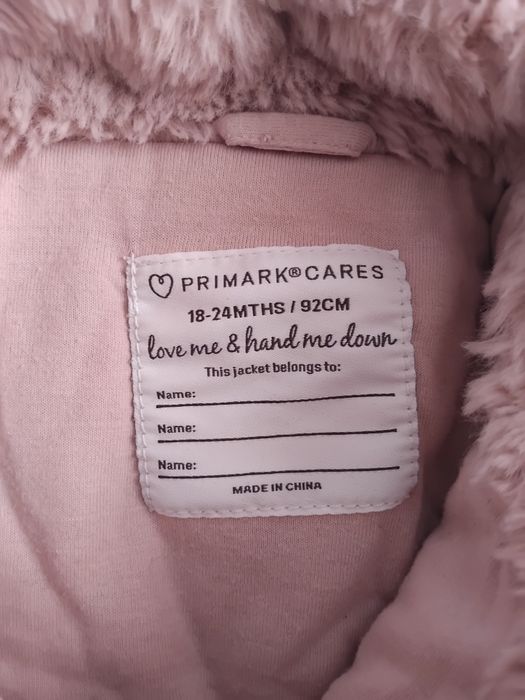 PRIMARK® CARES
18-24MTHS / 92CM
love me & hand me down
This jacket belongs to:
Name:
Name:
Name:
MADE IN CHINA